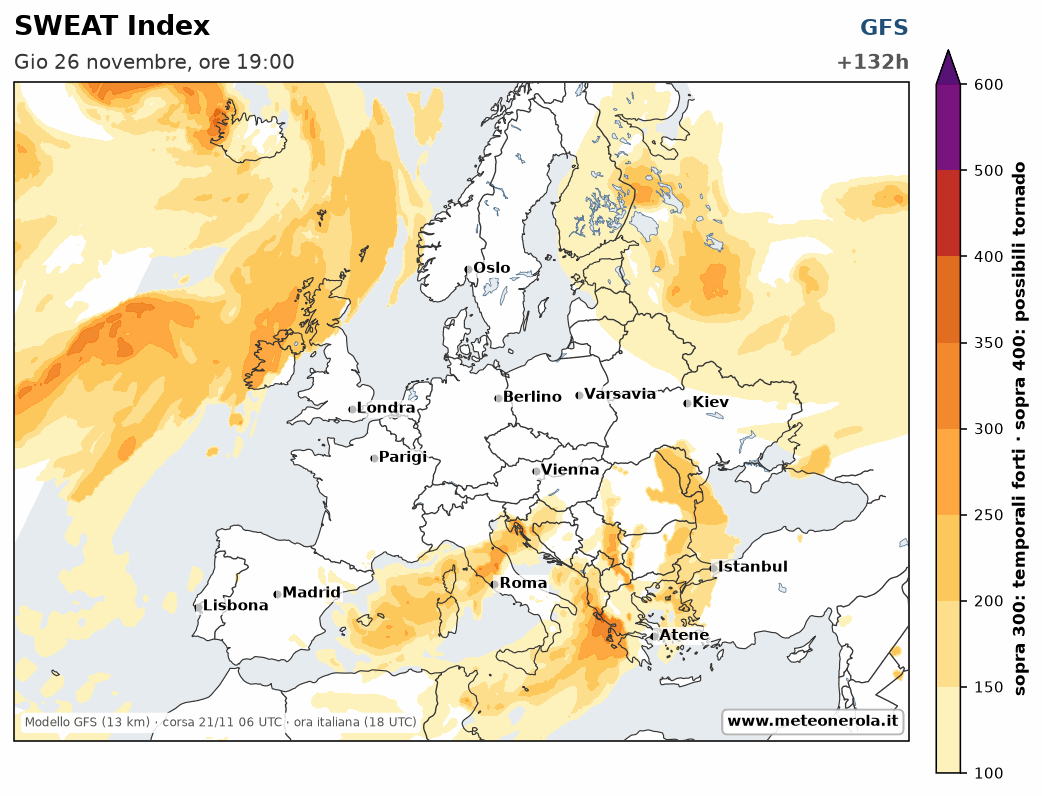 SWEAT Index
GFS
Gio 26 novembre, ore 19:00
+132h
Oslo
Londra
Berlino
Varsavia
Kiev
Parigi
Vienna
Istanbul
Roma
Madrid
Lisbona
Atene
Modello GFS (13 km) · corsa 21/11 06 UTC · ora italiana (18 UTC)
www.meteonerola.it
600
500
400
350
300
250
200
150
100
sopra 300: temporali forti · sopra 400: possibili tornado